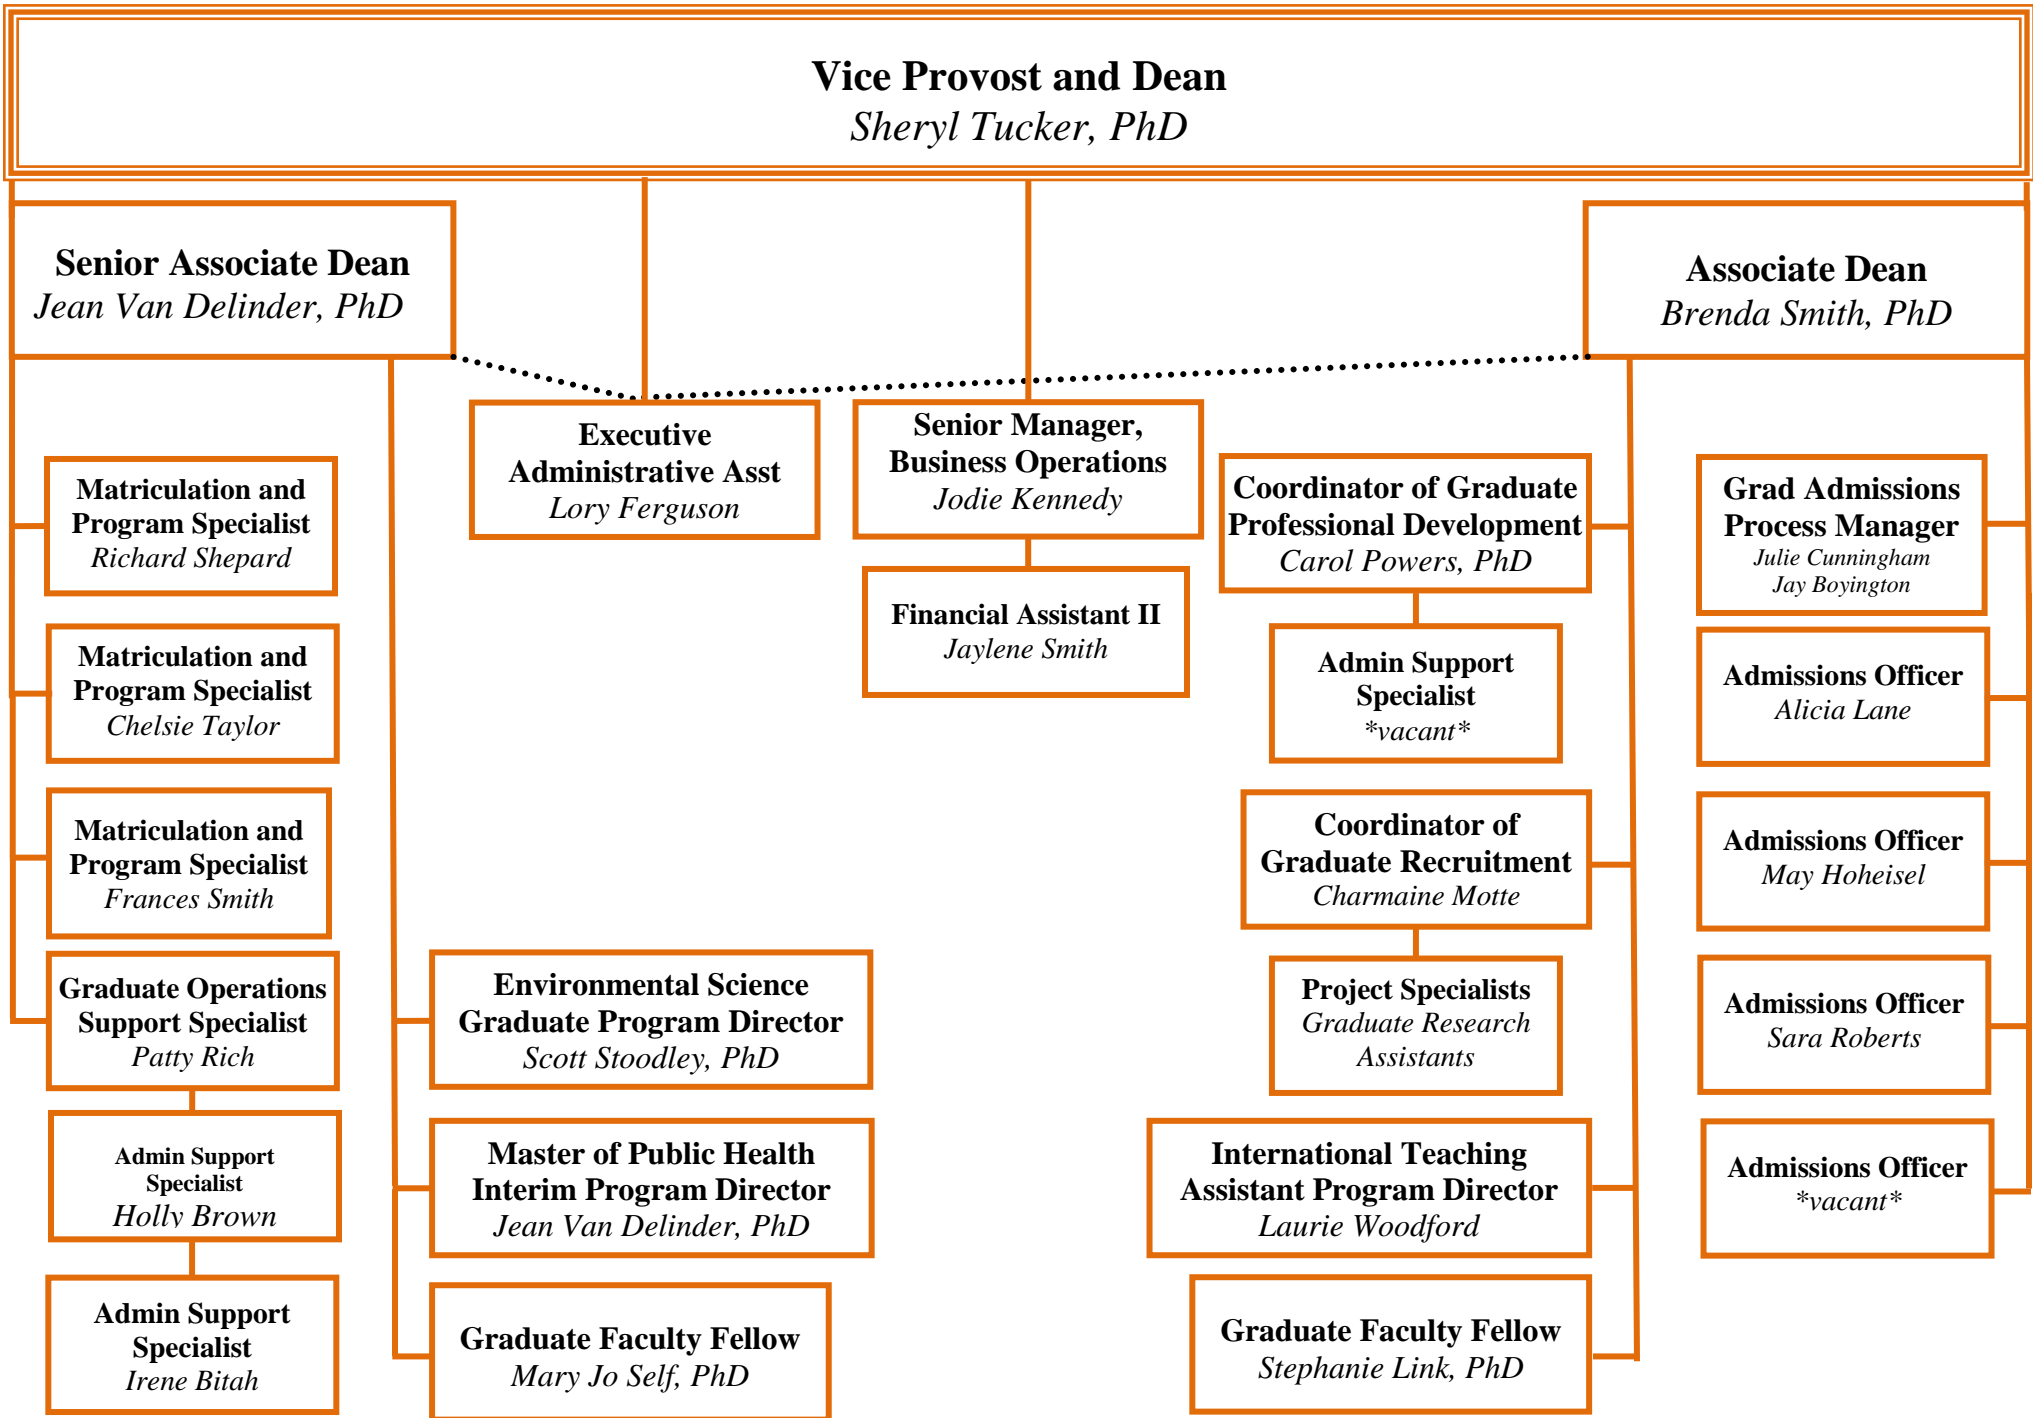 Vice Provost and Dean
Sheryl Tucker, PhD
Senior Associate Dean
Jean Van Delinder, PhD
Associate Dean
Brenda Smith, PhD
Executive
Administrative Asst
Lory Ferguson
Senior Manager,
Business Operations
Jodie Kennedy
Financial Assistant II
Jaylene Smith
Matriculation and
Program Specialist
Richard Shepard
Matriculation and
Program Specialist
Chelsie Taylor
Matriculation and
Program Specialist
Frances Smith
Graduate Operations
Support Specialist
Patty Rich
Admin Support
Specialist
Holly Brown
Admin Support
Specialist
Irene Bitah
Environmental Science
Graduate Program Director
Scott Stoodley, PhD
Master of Public Health
Interim Program Director
Jean Van Delinder, PhD
Graduate Faculty Fellow
Mary Jo Self, PhD
Coordinator of Graduate
Professional Development
Carol Powers, PhD
Admin Support
Specialist
*vacant*
Coordinator of
Graduate Recruitment
Charmaine Motte
Project Specialists
Graduate Research
Assistants
International Teaching
Assistant Program Director
Laurie Woodford
Graduate Faculty Fellow
Stephanie Link, PhD
Grad Admissions
Process Manager
Julie Cunningham
Jay Boyington
Admissions Officer
Alicia Lane
Admissions Officer
May Hoheisel
Admissions Officer
Sara Roberts
Admissions Officer
*vacant*